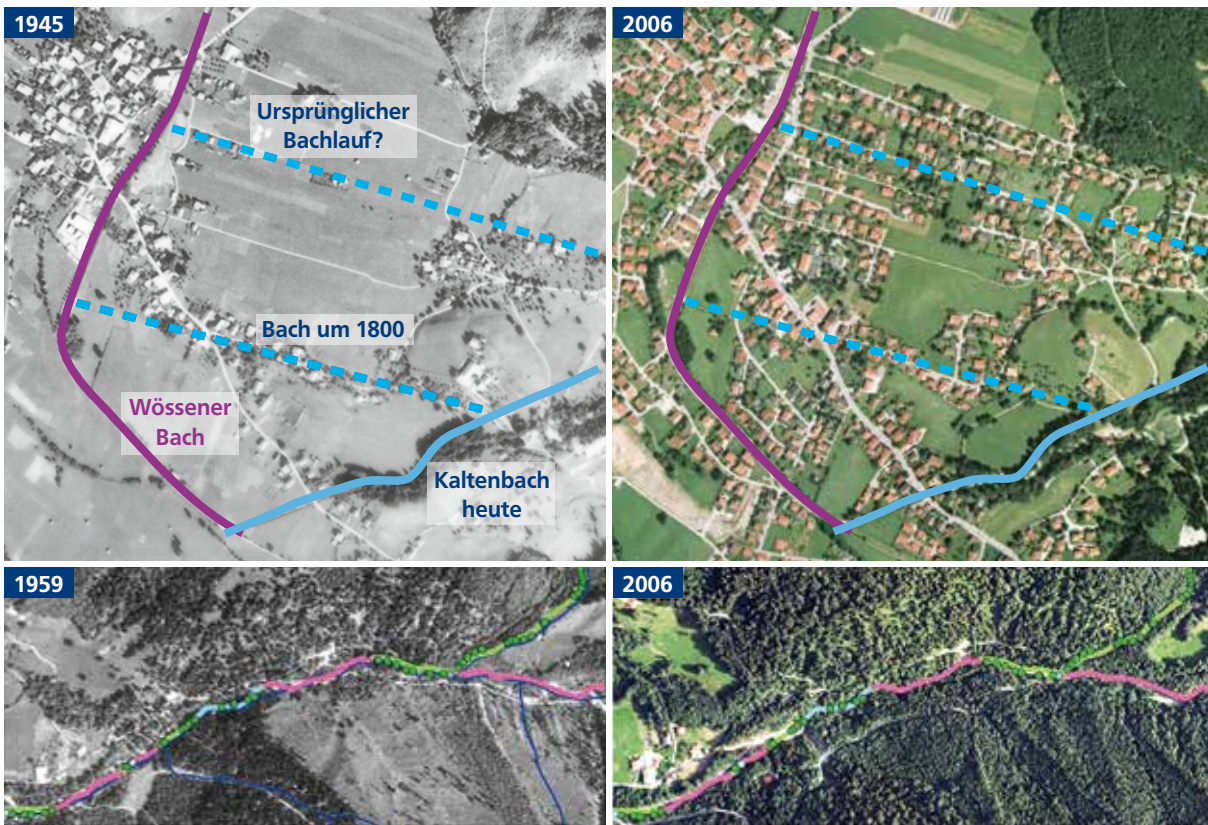 1945
Ursprünglicher
Bachlauf?
Bach um 1800
Wössener
Bach
Kaltenbach
heute
2006
1959
2006